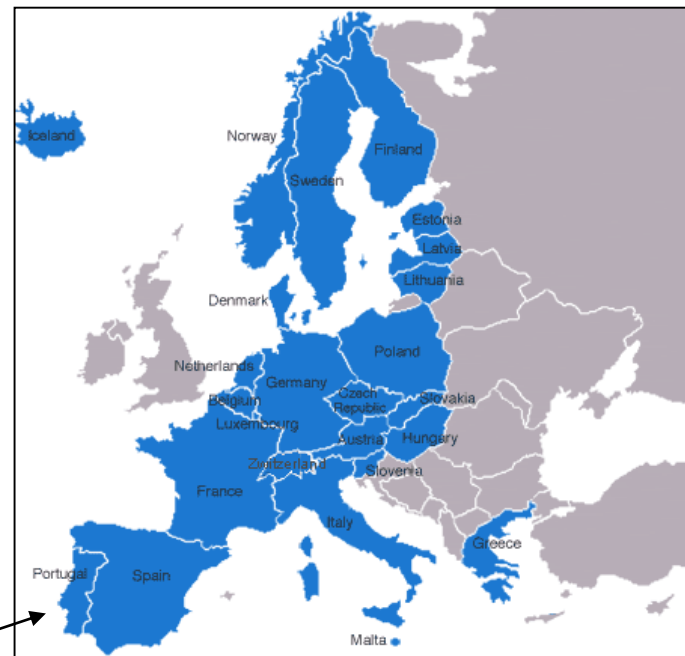 Iceland
Norway
Finland
Sweden
Estonia
Latvia
Lithuania
Denmark
Poland
Netherlands
Germany
Belgium
Czech
Republic
Slovakia
Luxembourg
Austria
Hungary
Zwitzerland
Slovenia
France
Italy
Greece
Portugal
Spain
Malta